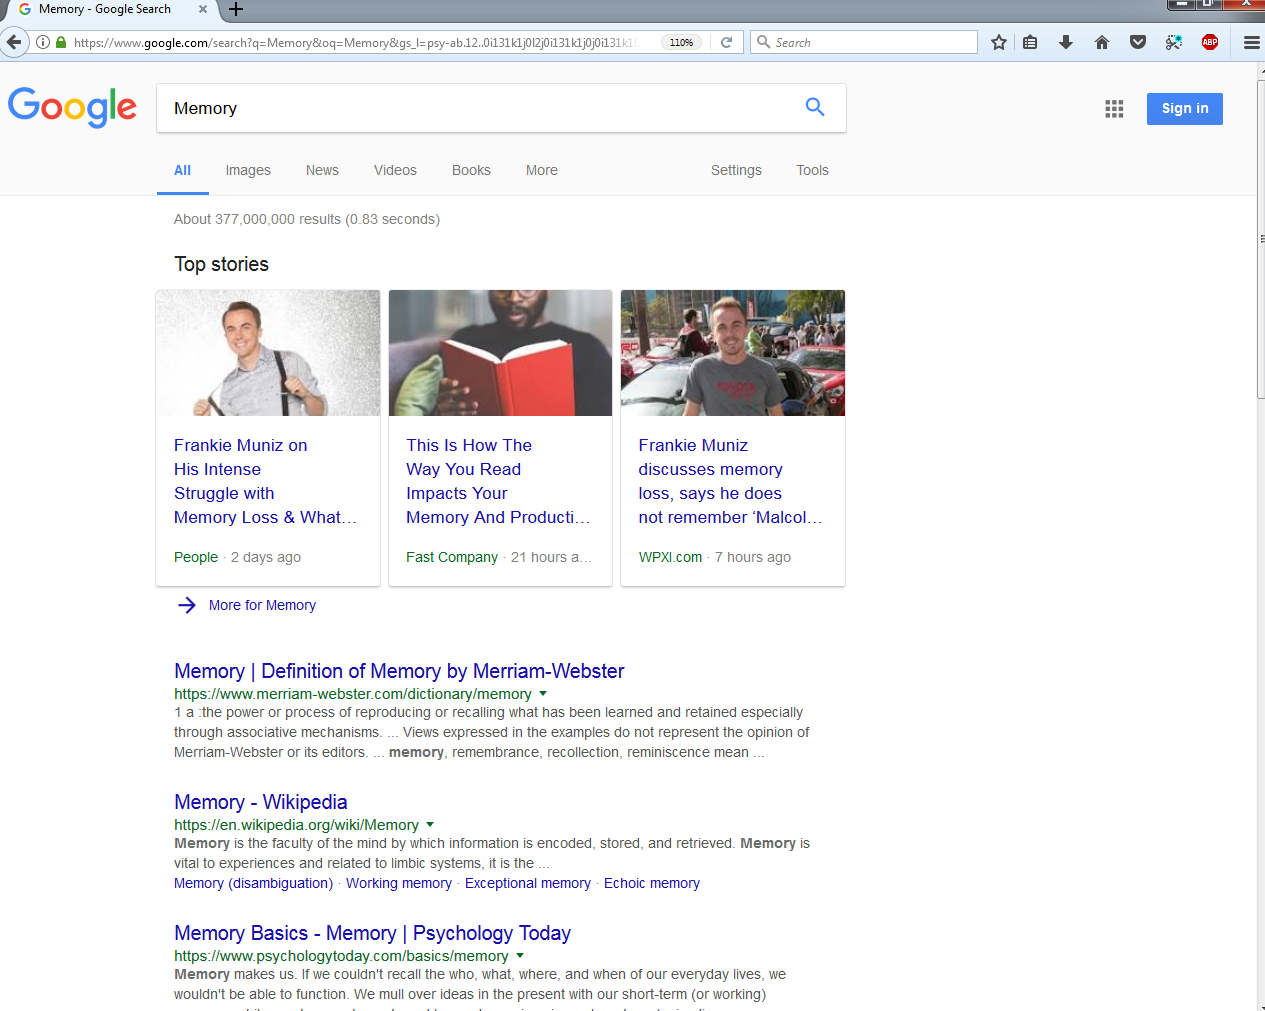 Memory - Google Search
https://www.google.com/search?q=Memory&oq=Memory&gs_l=psy-ab.12..0i131k1j0l2j0i131k1j0j0i131k1
110%
Search
ABP
Google
Memory
Sign in
All Images News Videos Books More Settings Tools
About 377,000,000 results (0.83 seconds)
Top stories
Frankie Muniz on
His Intense
Struggle with
Memory Loss & What...
People · 2 days ago
This Is How The
Way You Read
Impacts Your
Memory And Producti...
Fast Company · 21 hours a...
Frankie Muniz
discusses memory
loss, says he does
not remember ‘Malcol...
WPXI.com · 7 hours ago
More for Memory
Memory | Definition of Memory by Merriam-Webster
https://www.merriam-webster.com/dictionary/memory
1 a :the power or process of reproducing or recalling what has been learned and retained especially
through associative mechanisms. ... Views expressed in the examples do not represent the opinion of
Merriam-Webster or its editors. ... memory, remembrance, recollection, reminiscence mean ...
Memory - Wikipedia
https://en.wikipedia.org/wiki/Memory
Memory is the faculty of the mind by which information is encoded, stored, and retrieved. Memory is
vital to experiences and related to limbic systems, it is the ...
Memory (disambiguation) · Working memory · Exceptional memory · Echoic memory
Memory Basics - Memory | Psychology Today
https://www.psychologytoday.com/basics/memory
Memory makes us. If we couldn't recall the who, what, where, and when of our everyday lives, we
wouldn't be able to function. We mull over ideas in the present with our short-term (or working)